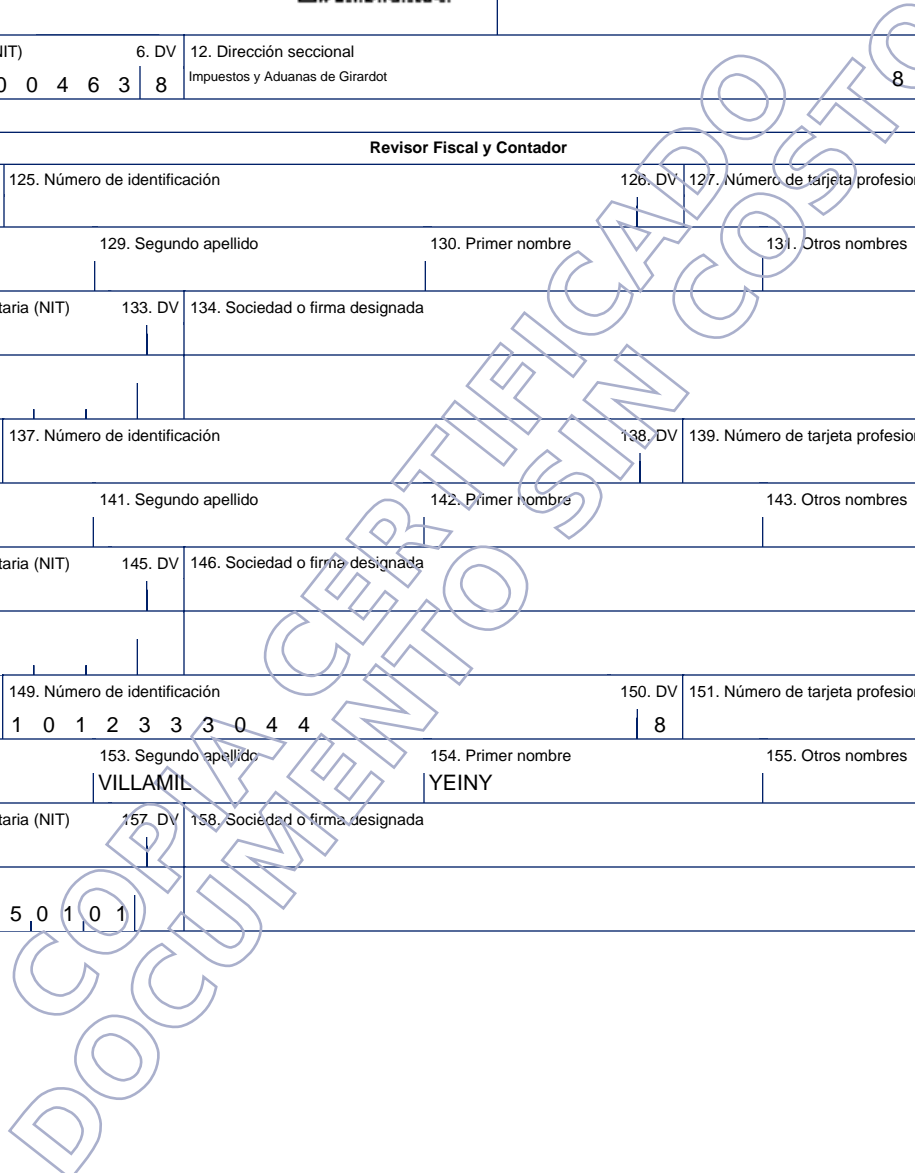 NIT) 6. DV 12. Dirección seccional
0 0 4 6 3 8 Impuestos y Aduanas de Girardot 8
Revisor Fiscal y Contador
125. Número de identificación 126. DV 127. Número de tarjeta profesion
129. Segundo apellido 130. Primer nombre 131. Otros nombres
taria (NIT) 133. DV 134. Sociedad o firma designada
137. Número de identificación 138. DV 139. Número de tarjeta profesion
141. Segundo apellido 142. Primer nombre 143. Otros nombres
taria (NIT) 145. DV 146. Sociedad o firma designada
149. Número de identificación 150. DV 151. Número de tarjeta profesion
1 0 1 2 3 3 3 0 4 4 8
153. Segundo apellido 154. Primer nombre 155. Otros nombres
VILLAMIL YEINY
taria (NIT) 157. DV 158. Sociedad o firma designada
5 0 1 0 1
COPIA CERTIFICADO
DOCUMENTO SIN COSTO